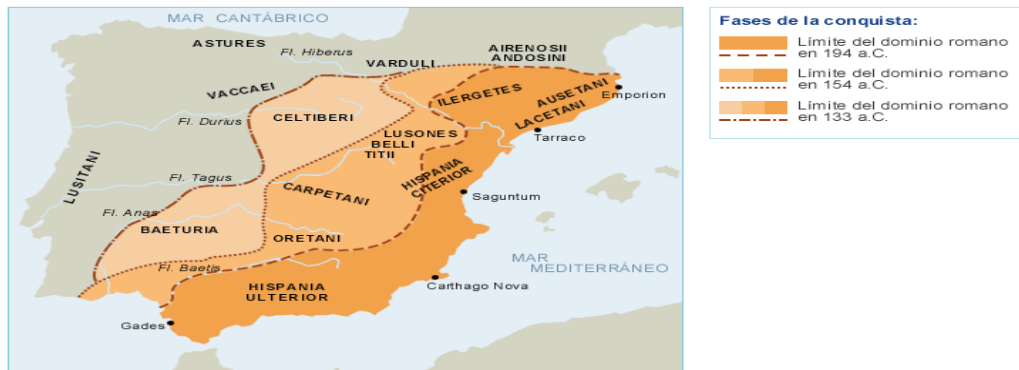 MAR CANTÁBRICO
ASTURES
Fl. Hiberus
AIRENOSII
ANDOSINI
VARDULI
VACCAEI
ILERGETES
AUSETANI
Emporion
LACETANI
Fl. Durius
CELTIBERI
LUSONES
BELLI
TITII
Tarraco
LUSITANI
Fl. Tagus
HISPANIA
CITERIOR
CARPETANI
Saguntum
Fl. Anas
BAETURIA
ORETANI
Fl. Baetis
MAR
MEDITERRÁNEO
HISPANIA
ULTERIOR
Carthago Nova
Gades
Fases de la conquista:
Límite del dominio romano
en 194 a.C.
Límite del dominio romano
en 154 a.C.
Límite del dominio romano
en 133 a.C.